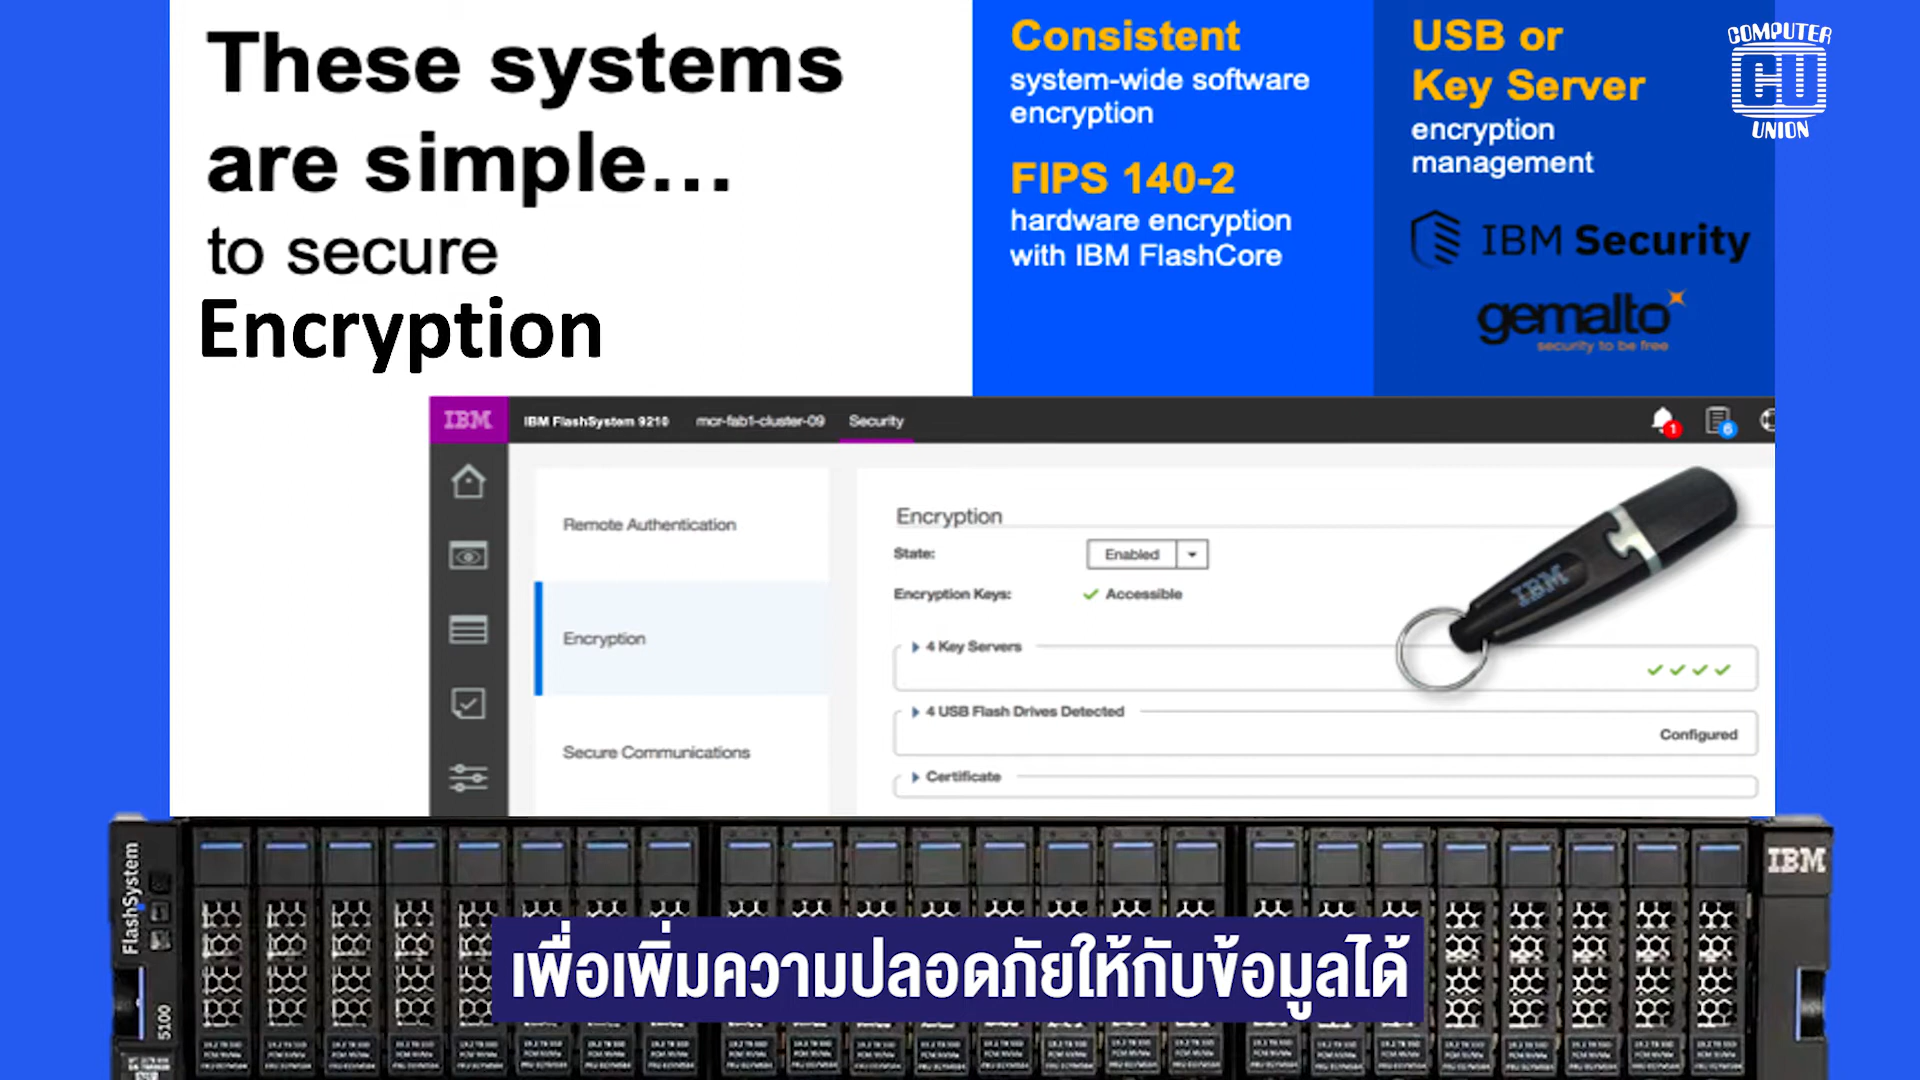 These systems
are simple...
to secure
Encryption
Consistent
system-wide software
encryption
FIPS 140-2
hardware encryption
with IBM FlashCore
USB or
Key Server
encryption
management
IBM Security
gemalto
security to be free
COMPUTER
CU
UNION
IBM
IBM FlashSystem 9210
mcr-fab1-cluster-09
Security
1
6
Remote Authentication
Encryption
Secure Communications
Encryption
State:
Enabled
Encryption Keys:
Accessible
4 Key Servers
4 USB Flash Drives Detected
Configured
Certificate
IBM
FlashSystem
5100
IBM
เพื่อเพิ่มความปลอดภัยให้กับข้อมูลได้